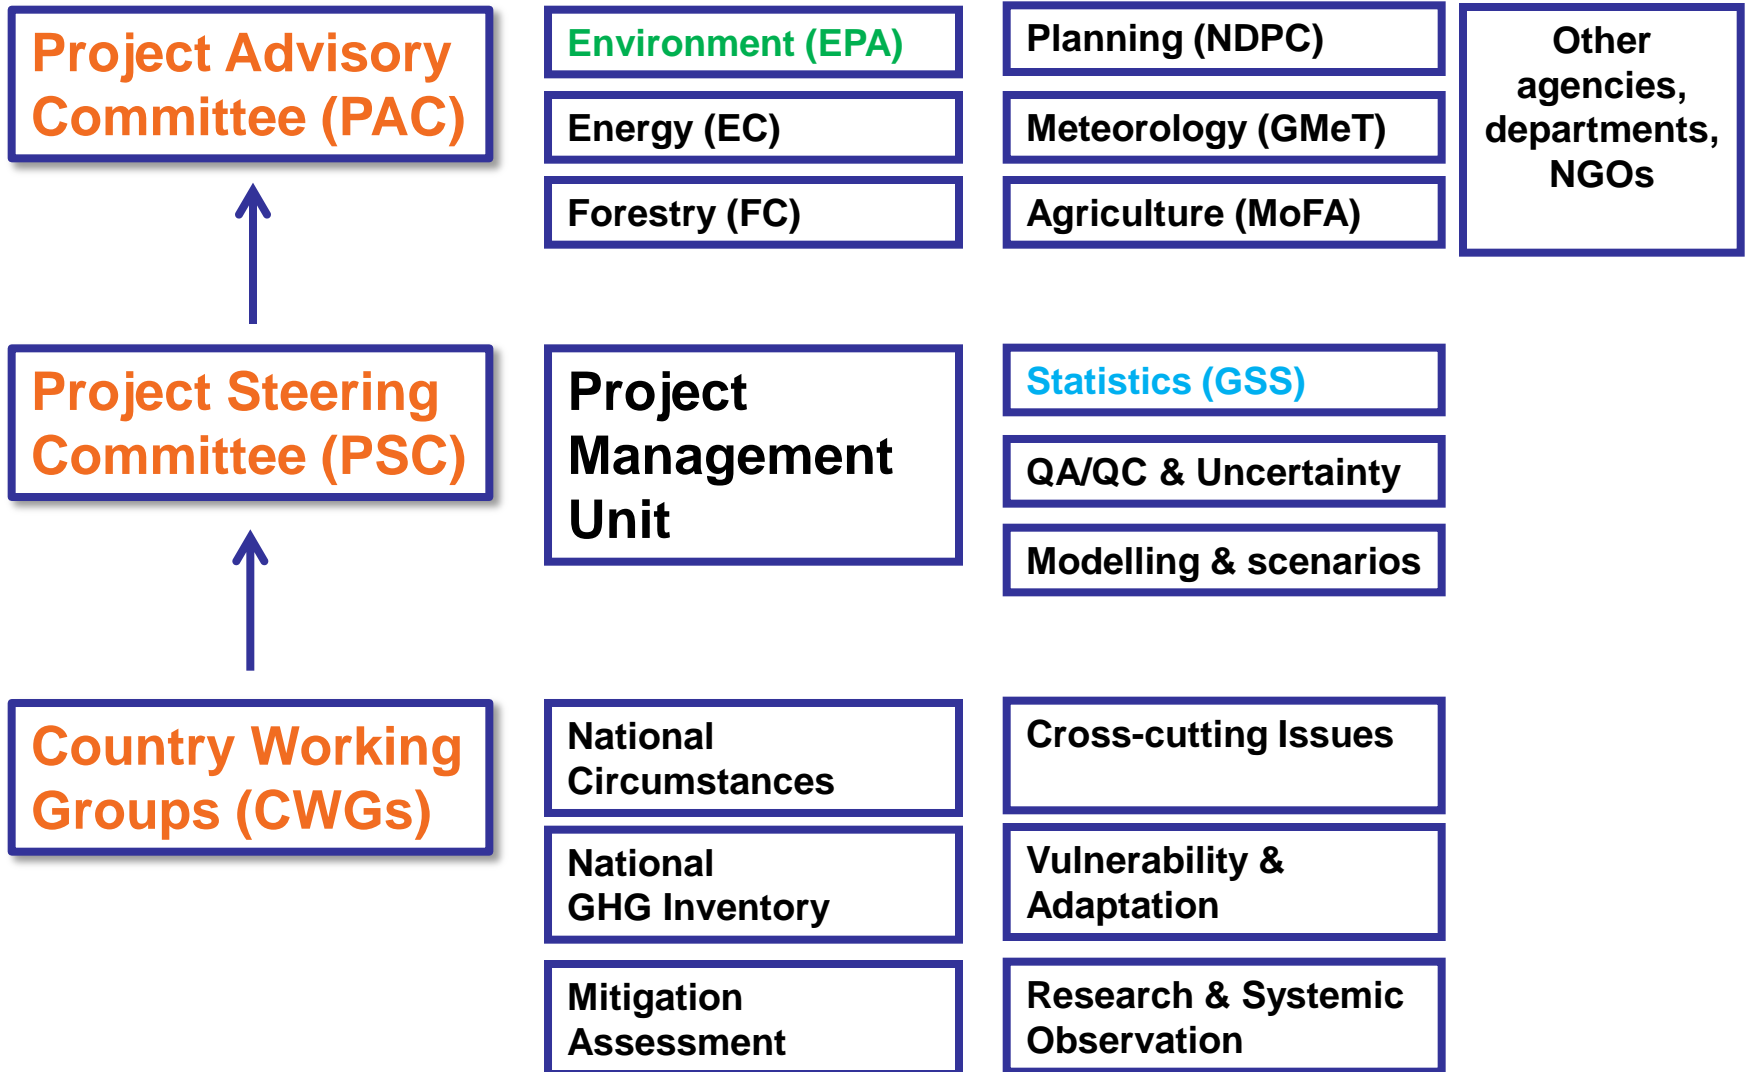 Project Advisory
Committee (PAC)
Environment (EPA)
Energy (EC)
Forestry (FC)
Planning (NDPC)
Meteorology (GMeT)
Agriculture (MoFA)
Other
agencies,
departments,
NGOs
Project Steering
Committee (PSC)
Project
Management
Unit
Statistics (GSS)
QA/QC & Uncertainty
Modelling & scenarios
Country Working
Groups (CWGs)
National
Circumstances
National
GHG Inventory
Mitigation
Assessment
Cross-cutting Issues
Vulnerability &
Adaptation
Research & Systemic
Observation